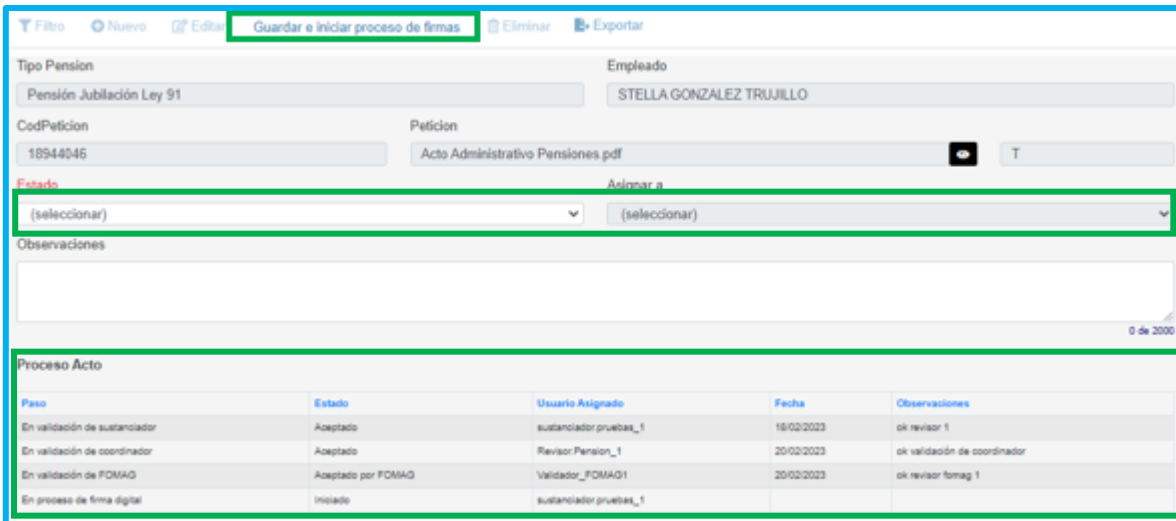 Filtro Nuevo Editar Guardar e iniciar proceso de firmas Eliminar Exportar
Tipo Pension Empleado
Pensión Jubilación Ley 91 STELLA GONZALEZ TRUJILLO
CodPeticion Peticion
18944046 Acto Administrativo Pensiones.pdf T
Estado Asignar a
(seleccionar) (seleccionar)
Observaciones
0 de 2000
Proceso Acto
Paso Estado Usuario Asignado Fecha Observaciones
En validación de sustanciador Aceptado sustanciador.pruebas_1 18/02/2023 ok revisor 1
En validación de coordinador Aceptado Revisor.Pension_1 20/02/2023 ok validación de coordinador
En validación de FOMAG Aceptado por FOMAG Validador_FOMAG1 20/02/2023 ok revisor fomag 1
En proceso de firma digital Iniciado sustanciador.pruebas_1